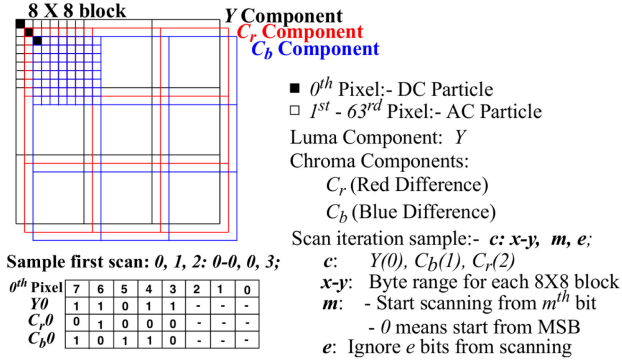 8 X 8 block
Y Component
Cr Component
Cb Component
0th Pixel:- DC Particle
1st - 63rd Pixel:- AC Particle
Luma Component: Y
Chroma Components:
Cr (Red Difference)
Cb (Blue Difference)
Scan iteration sample:- c: x-y, m, e;
c: Y(0), Cb(1), Cr(2)
x-y: Byte range for each 8X8 block
m: - Start scanning from mth bit
- 0 means start from MSB
e: Ignore e bits from scanning
Sample first scan: 0, 1, 2: 0-0, 0, 3;
0th Pixel 7 6 5 4 3 2 1 0
Y0 1 1 0 1 1 - - -
Cr0 0 1 0 0 0 - - -
Cb0 1 0 1 1 0 - - -